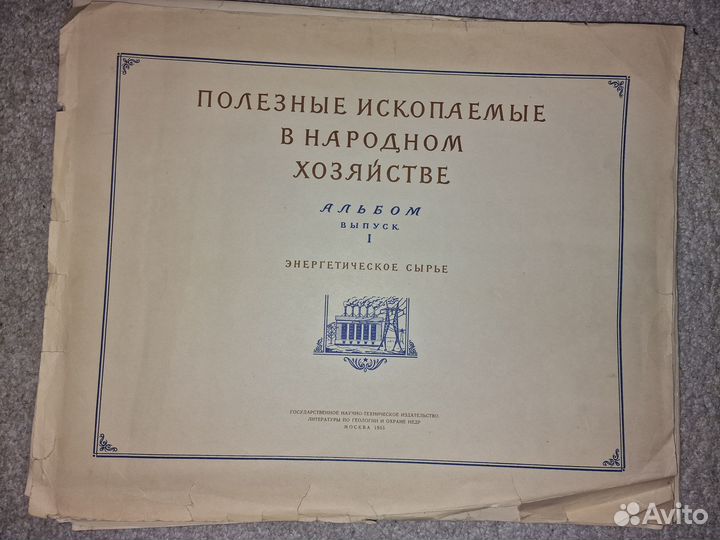 ПОЛЕЗНЫЕ ИСКОПАЕМЫЕ
В НАРОДНОМ
ХОЗЯЙСТВЕ
АЛЬБОМ
ВЫПУСК
I
ЭНЕРГЕТИЧЕСКОЕ СЫРЬЕ
ГОСУДАРСТВЕННОЕ НАУЧНО-ТЕХНИЧЕСКОЕ ИЗДАТЕЛЬСТВО
ЛИТЕРАТУРЫ ПО ГЕОЛОГИИ И ОХРАНЕ НЕДР
МОСКВА 1955
Avito